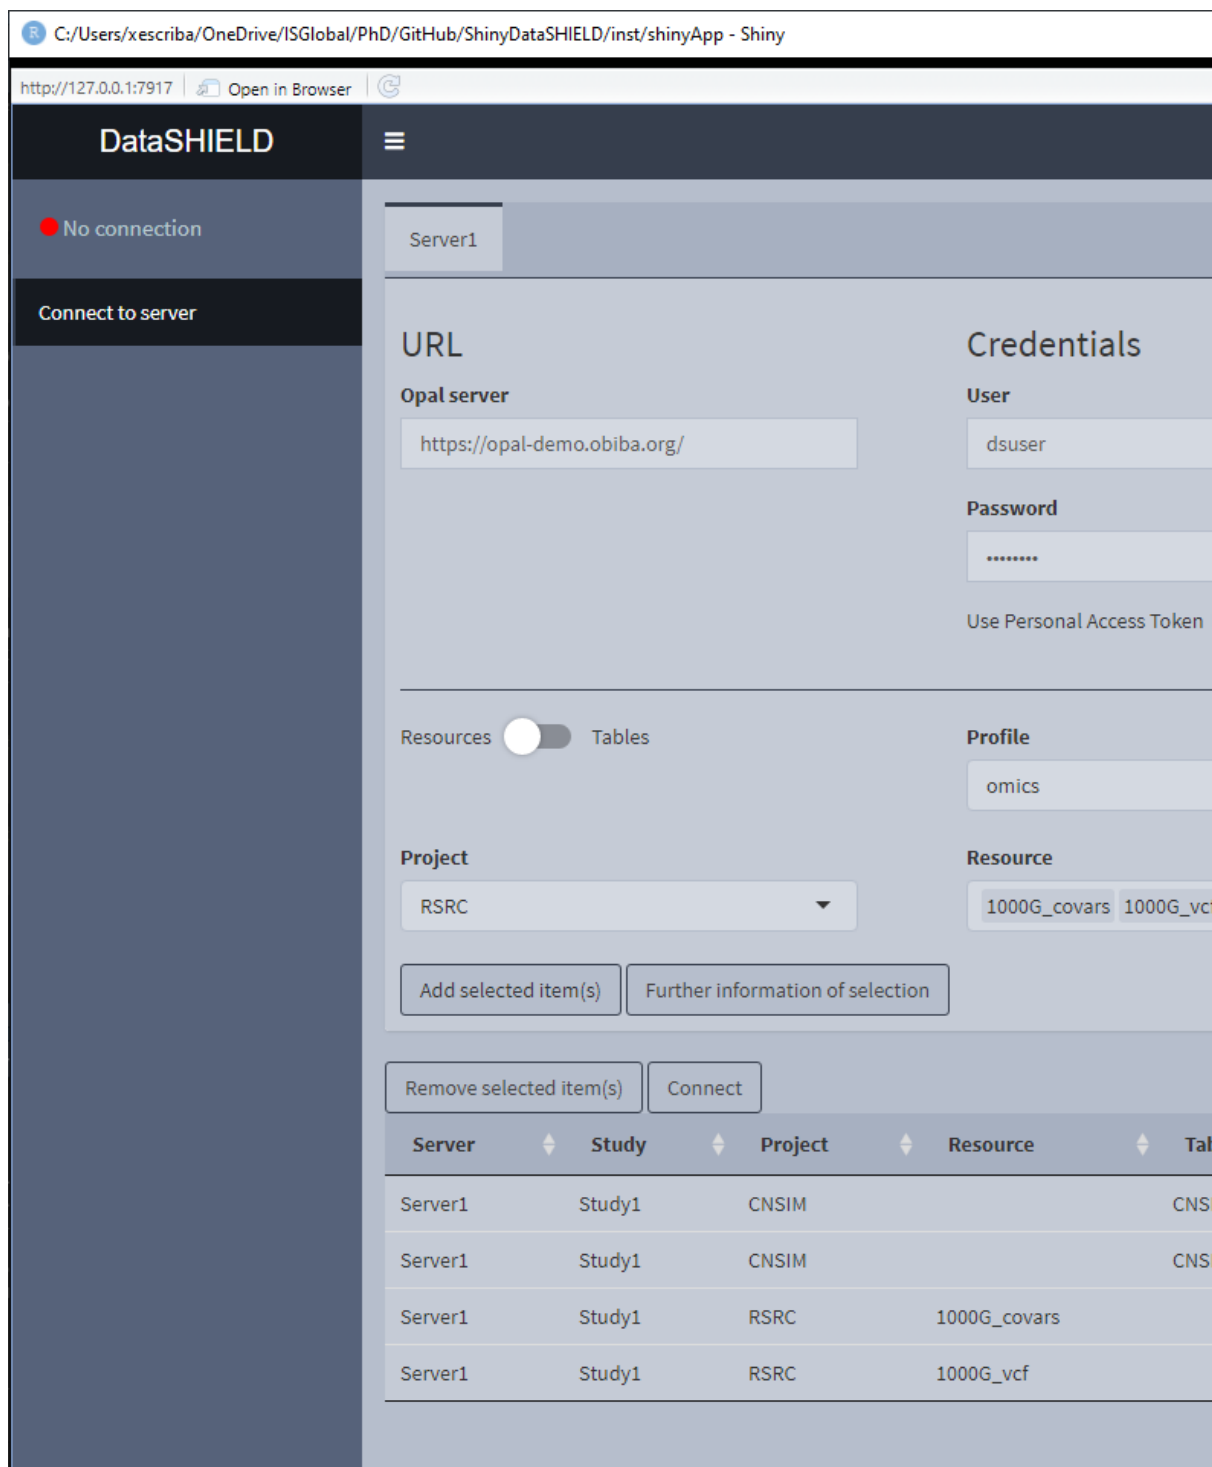 C:/Users/xescriba/OneDrive/ISGlobal/PhD/GitHub/ShinyDataSHIELD/inst/shinyApp - Shiny
http://127.0.0.1:7917 Open in Browser
DataSHIELD
No connection
Server1
Connect to server
URL Credentials
Opal server User
https://opal-demo.obiba.org/ dsuser
Password
••••••••
Use Personal Access Token
Resources Tables Profile
omics
Project Resource
RSRC 1000G_covars 1000G_vc
Add selected item(s) Further information of selection
Remove selected item(s) Connect
Server Study Project Resource Tab
Server1 Study1 CNSIM CNS
Server1 Study1 CNSIM CNS
Server1 Study1 RSRC 1000G_covars
Server1 Study1 RSRC 1000G_vcf